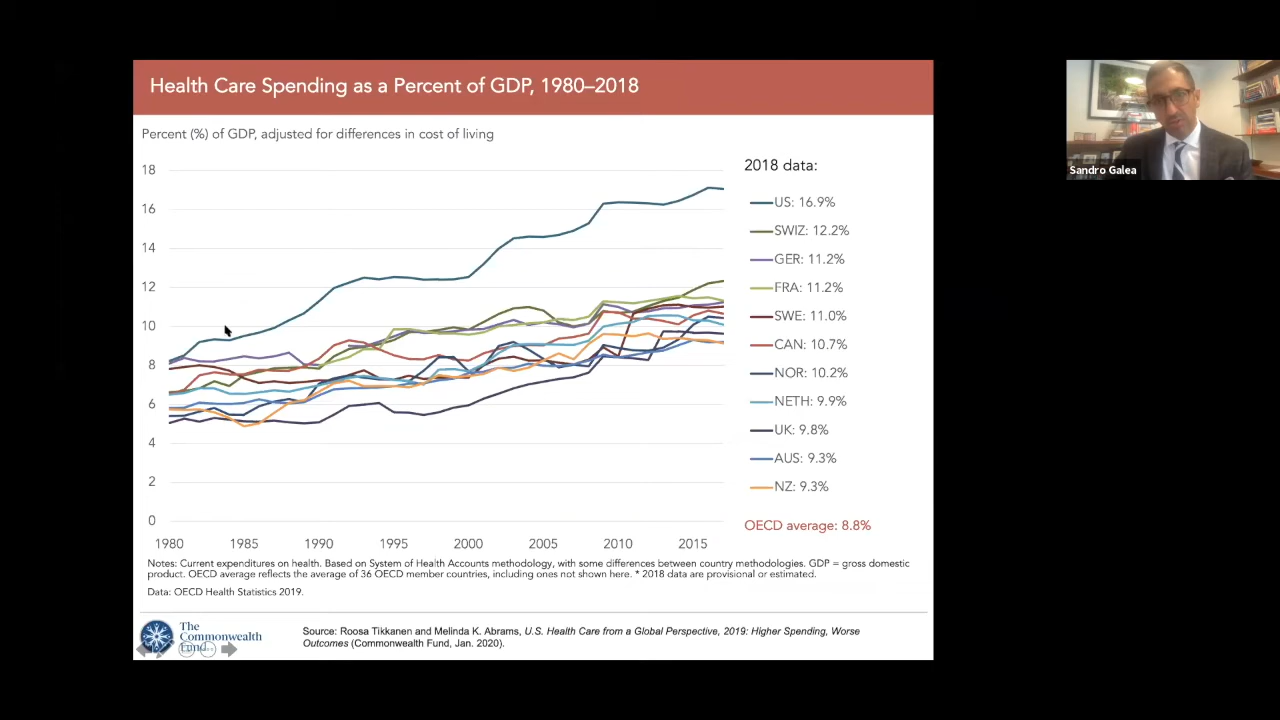 Health Care Spending as a Percent of GDP, 1980–2018
Percent (%) of GDP, adjusted for differences in cost of living
18
16
14
12
10
8
6
4
2
0
1980 1985 1990 1995 2000 2005 2010 2015
2018 data:
US: 16.9%
SWIZ: 12.2%
GER: 11.2%
FRA: 11.2%
SWE: 11.0%
CAN: 10.7%
NOR: 10.2%
NETH: 9.9%
UK: 9.8%
AUS: 9.3%
NZ: 9.3%
OECD average: 8.8%
Notes: Current expenditures on health. Based on System of Health Accounts methodology, with some differences between country methodologies. GDP = gross domestic
product. OECD average reflects the average of 36 OECD member countries, including ones not shown here. * 2018 data are provisional or estimated.
Data: OECD Health Statistics 2019.
The
Commonwealth
Fund
Source: Roosa Tikkanen and Melinda K. Abrams, U.S. Health Care from a Global Perspective, 2019: Higher Spending, Worse
Outcomes (Commonwealth Fund, Jan. 2020).
Sandro Galea